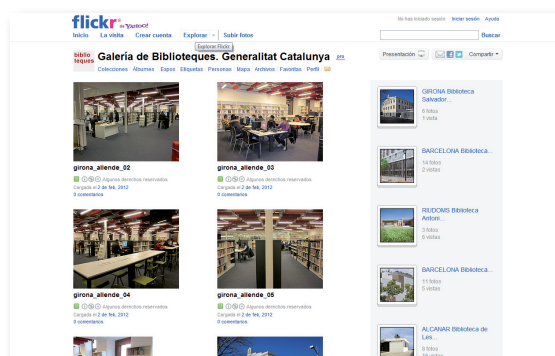 flickr de YAHOO!
No has iniciado sesión Iniciar sesión Ayuda
Inicio La visita Crear cuenta Explorar Subir fotos
Buscar
Explorar Flickr
biblio
teques
Galería de Biblioteques. Generalitat Catalunya pro
Colecciones Álbumes Expos Etiquetas Personas Mapa Archivos Favoritas Perfil
Presentación Compartir
girona_allende_02
Algunos derechos reservados
Cargada el 2 de feb, 2012
0 comentarios
girona_allende_03
Algunos derechos reservados
Cargada el 2 de feb, 2012
0 comentarios
girona_allende_04
Algunos derechos reservados
Cargada el 2 de feb, 2012
0 comentarios
girona_allende_05
Algunos derechos reservados
Cargada el 2 de feb, 2012
0 comentarios
GIRONA Biblioteca
Salvador...
6 fotos
1 vista
BARCELONA Biblioteca...
14 fotos
2 vistas
RIUDOMS Biblioteca
Antoni...
3 fotos
6 vistas
BARCELONA Biblioteca...
11 fotos
5 vistas
ALCANAR Biblioteca de
Les...
8 fotos